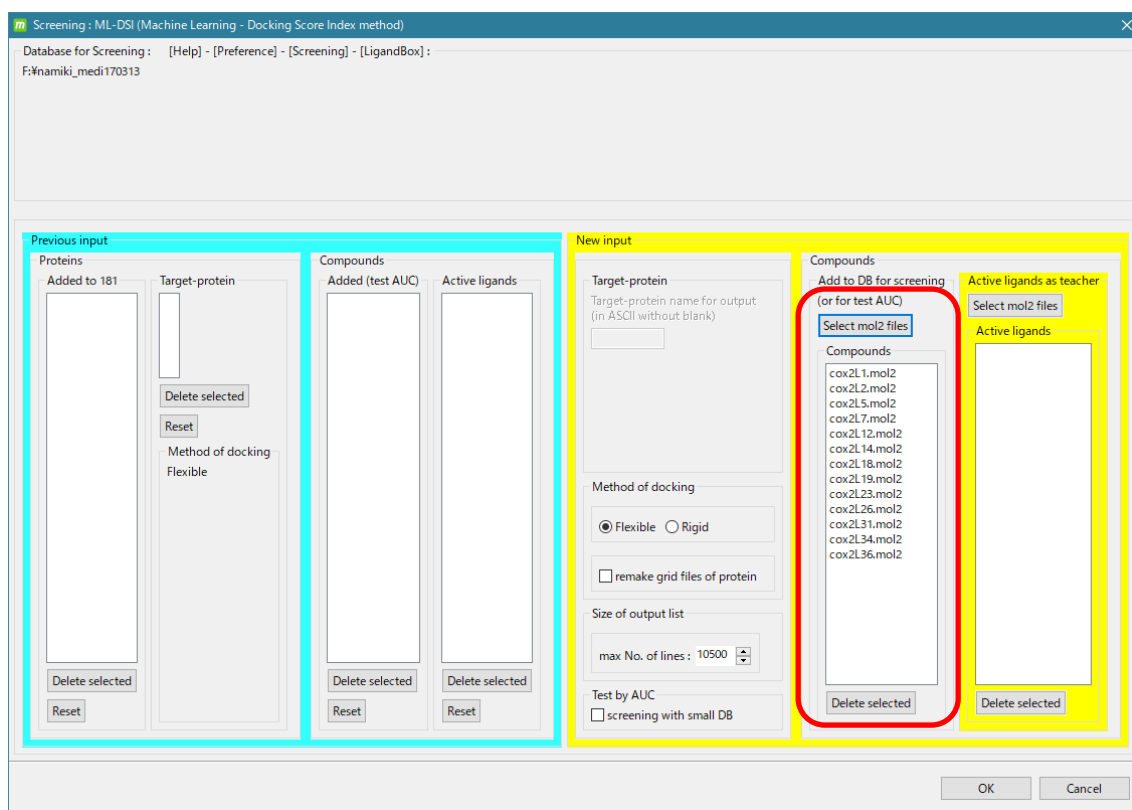 m Screening : ML-DSI (Machine Learning - Docking Score Index method)
Database for Screening : [Help] - [Preference] - [Screening] - [LigandBox] :
F:¥namiki_medi170313
Previous input
Proteins
Added to 181
Delete selected
Reset
Target-protein
Delete selected
Reset
Method of docking
Flexible
Compounds
Added (test AUC)
Delete selected
Reset
Active ligands
Delete selected
Reset
New input
Target-protein
Target-protein name for output
(in ASCII without blank)
Method of docking
Flexible
Rigid
remake grid files of protein
Size of output list
max No. of lines : 10500
Test by AUC
screening with small DB
Compounds
Add to DB for screening
(or for test AUC)
Select mol2 files
Compounds
cox2L1.mol2
cox2L2.mol2
cox2L5.mol2
cox2L7.mol2
cox2L12.mol2
cox2L14.mol2
cox2L18.mol2
cox2L19.mol2
cox2L23.mol2
cox2L26.mol2
cox2L31.mol2
cox2L34.mol2
cox2L36.mol2
Delete selected
Active ligands as teacher
Select mol2 files
Active ligands
Delete selected
OK
Cancel